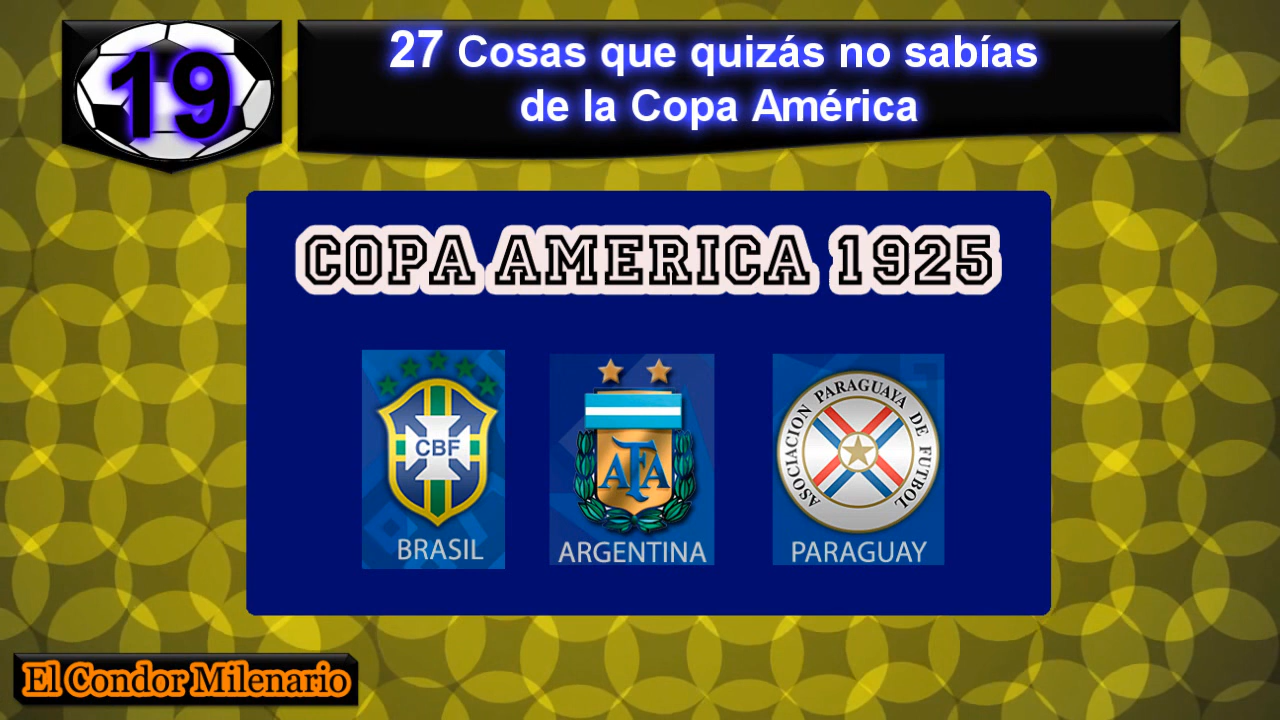 19
27 Cosas que quizás no sabías
de la Copa América
COPA AMERICA 1925
CBF
BRASIL
AFA
ARGENTINA
ASOCIACION PARAGUAYA DE FUTBOL
PARAGUAY
El Condor Milenario